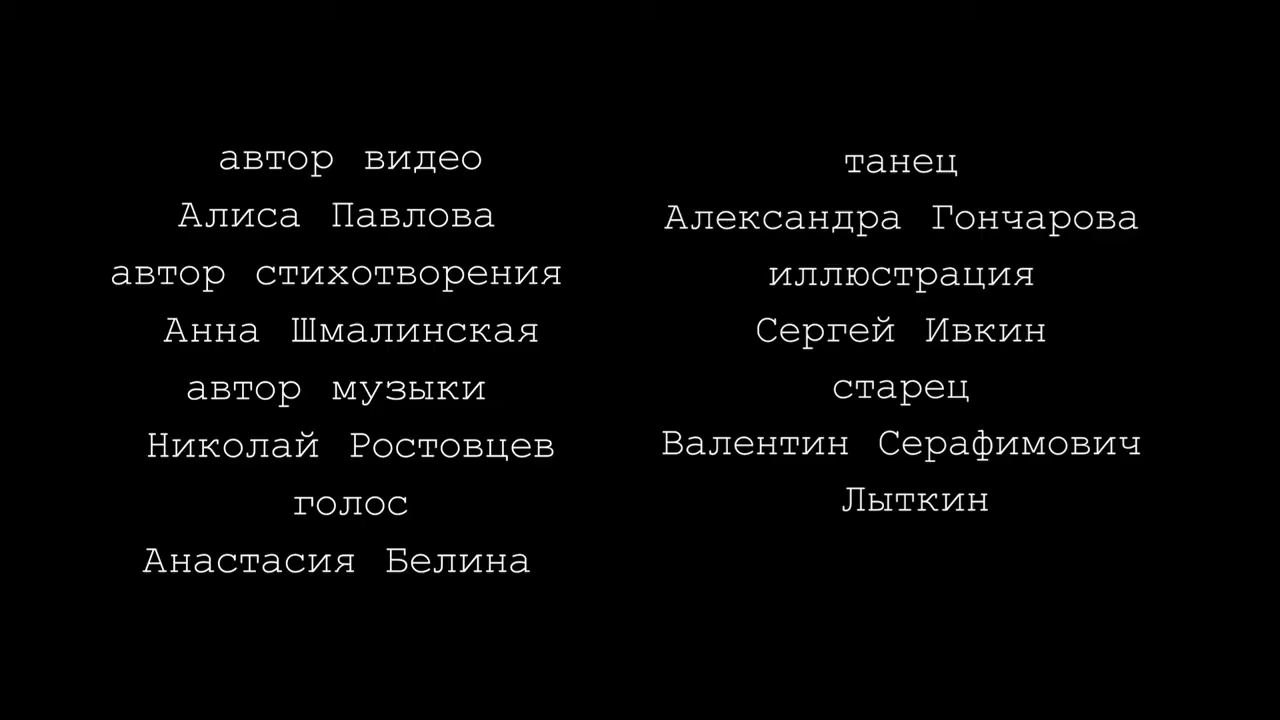 автор видео
Алиса Павлова
автор стихотворения
Анна Шмалинская
автор музыки
Николай Ростовцев
голос
Анастасия Белина
танец
Александра Гончарова
иллюстрация
Сергей Ивкин
старец
Валентин Серафимович
Лыткин